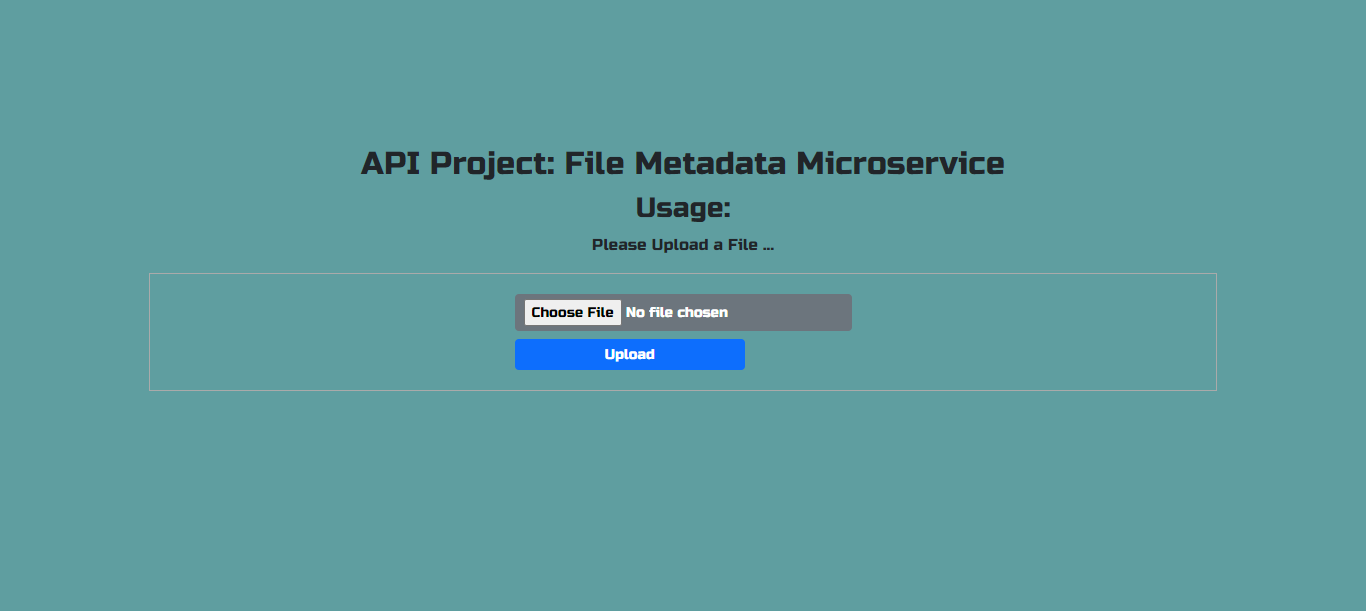 API Project: File Metadata Microservice
Usage:
Please Upload a File ...
Choose File No file chosen
Upload